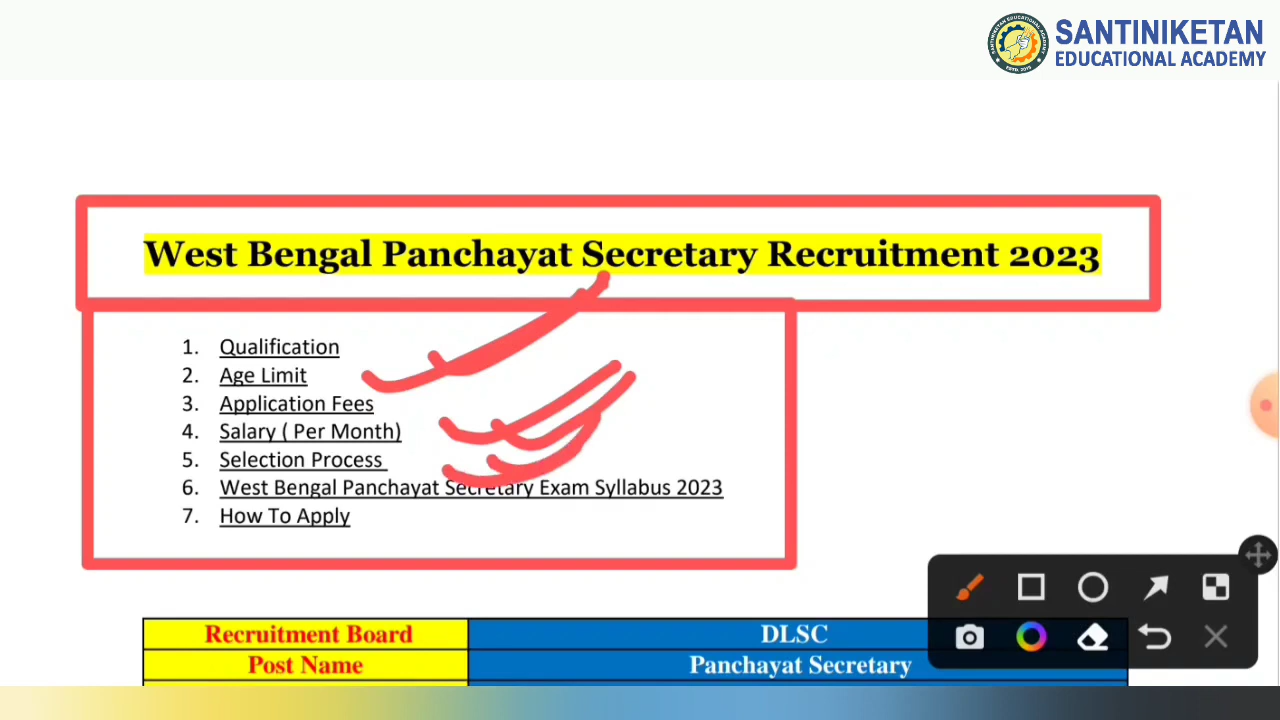 SANTINIKETAN
EDUCATIONAL ACADEMY
West Bengal Panchayat Secretary Recruitment 2023
1. Qualification
2. Age Limit
3. Application Fees
4. Salary ( Per Month)
5. Selection Process
6. West Bengal Panchayat Secretary Exam Syllabus 2023
7. How To Apply
Recruitment Board DLSC
Post Name Panchayat Secretary